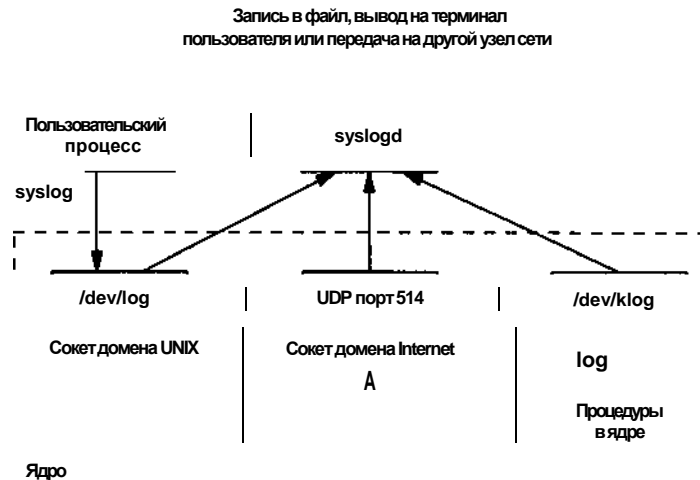 Запись в файл, вывод на терминал
пользователя или передача на другой узел сети
Пользовательский
процесс
syslogd
syslog
/dev/log
UDP порт 514
/dev/klog
Сокет домена UNIX
Сокет домена Internet
log
А
Процедуры
в ядре
Ядро